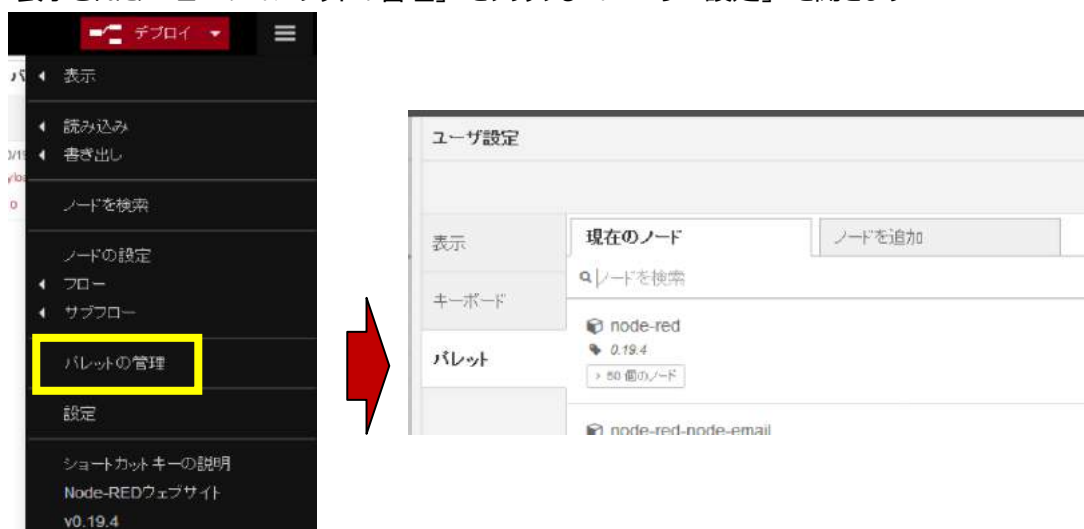 デプロイ
表示
読み込み
書き出し
ノードを検索
ノードの設定
フロー
サブフロー
パレットの管理
設定
ショートカットキーの説明
Node-REDウェブサイト
v0.19.4
ユーザ設定
表示
キーボード
パレット
現在のノード
ノードを追加
ノードを検索
node-red
0.19.4
> 50 個のノード
node-red-node-email